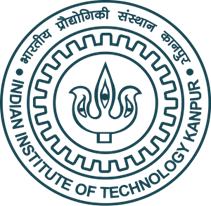 भारतीय प्रौद्योगिकी संस्थान कानपुर
INDIAN INSTITUTE OF TECHNOLOGY KANPUR